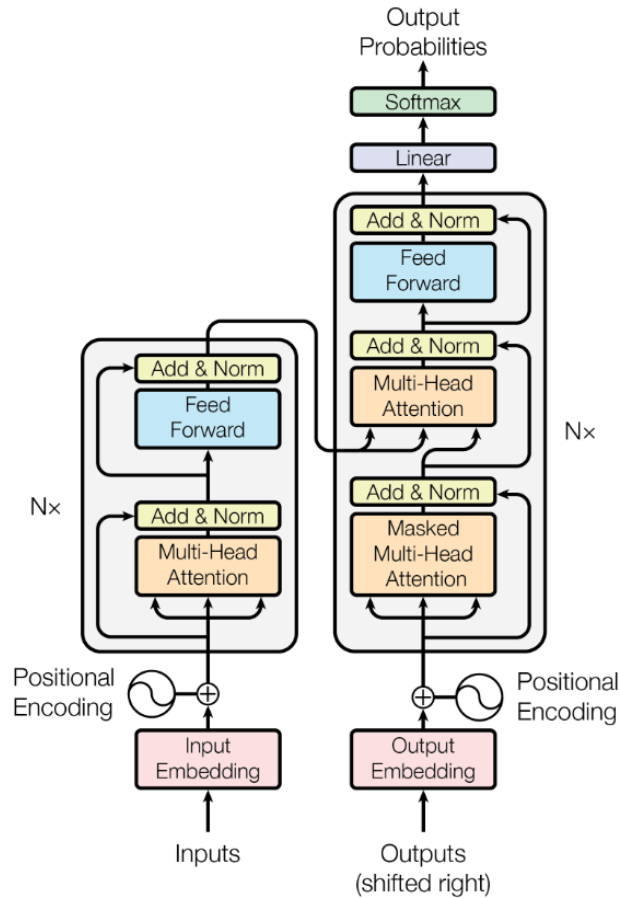 Output
Probabilities
Softmax
Linear
Add & Norm
Feed
Forward
Add & Norm
Multi-Head
Attention
Add & Norm
Masked
Multi-Head
Attention
N×
Add & Norm
Feed
Forward
Add & Norm
Multi-Head
Attention
N×
Positional
Encoding
Positional
Encoding
Input
Embedding
Output
Embedding
Inputs
Outputs
(shifted right)